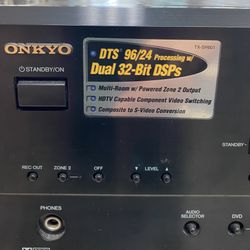 ONKYO
TX-SR601
STANDBY/ON
DTS 96/24 Processing w/
Dual 32-Bit DSPs
Multi-Room w/ Powered Zone 2 Output
HDTV Capable Component Video Switching
Composite to S-Video Conversion
STANDBY
REC OUT ZONE 2 OFF LEVEL
PHONES
AUDIO
SELECTOR
DVD